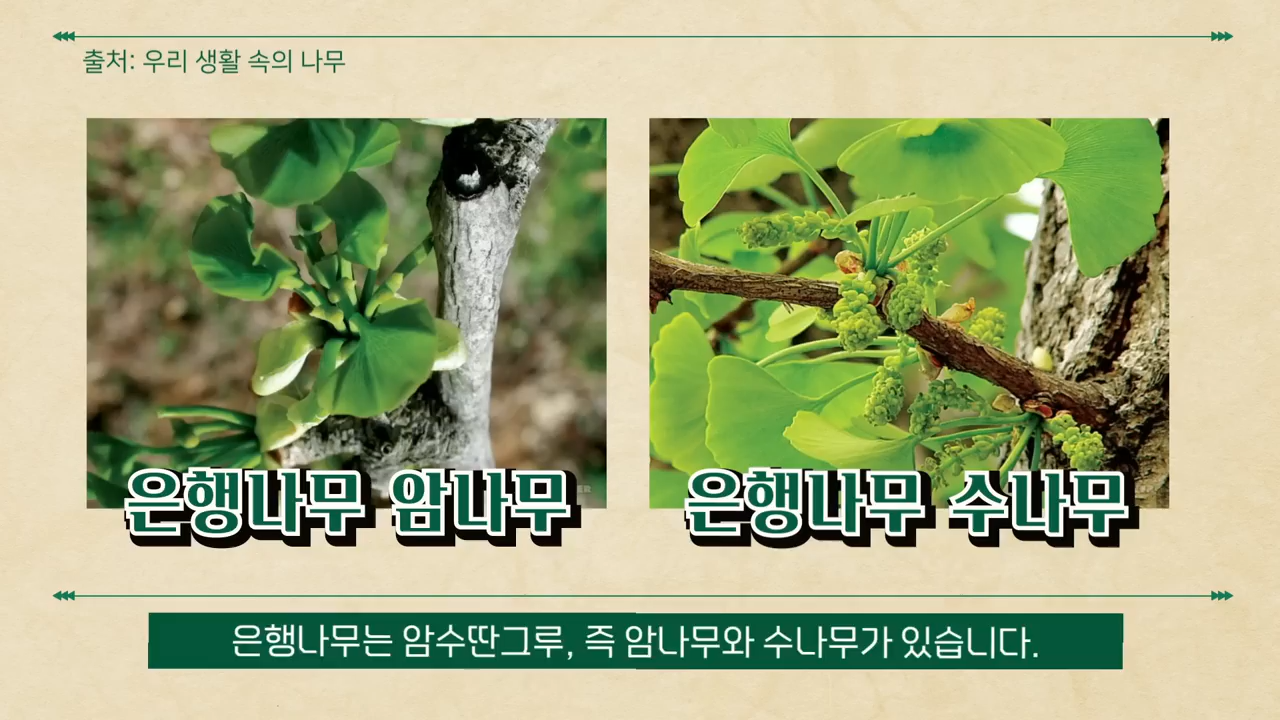 출처: 우리 생활 속의 나무
은행나무 암나무
은행나무 수나무
은행나무는 암수딴그루, 즉 암나무와 수나무가 있습니다.